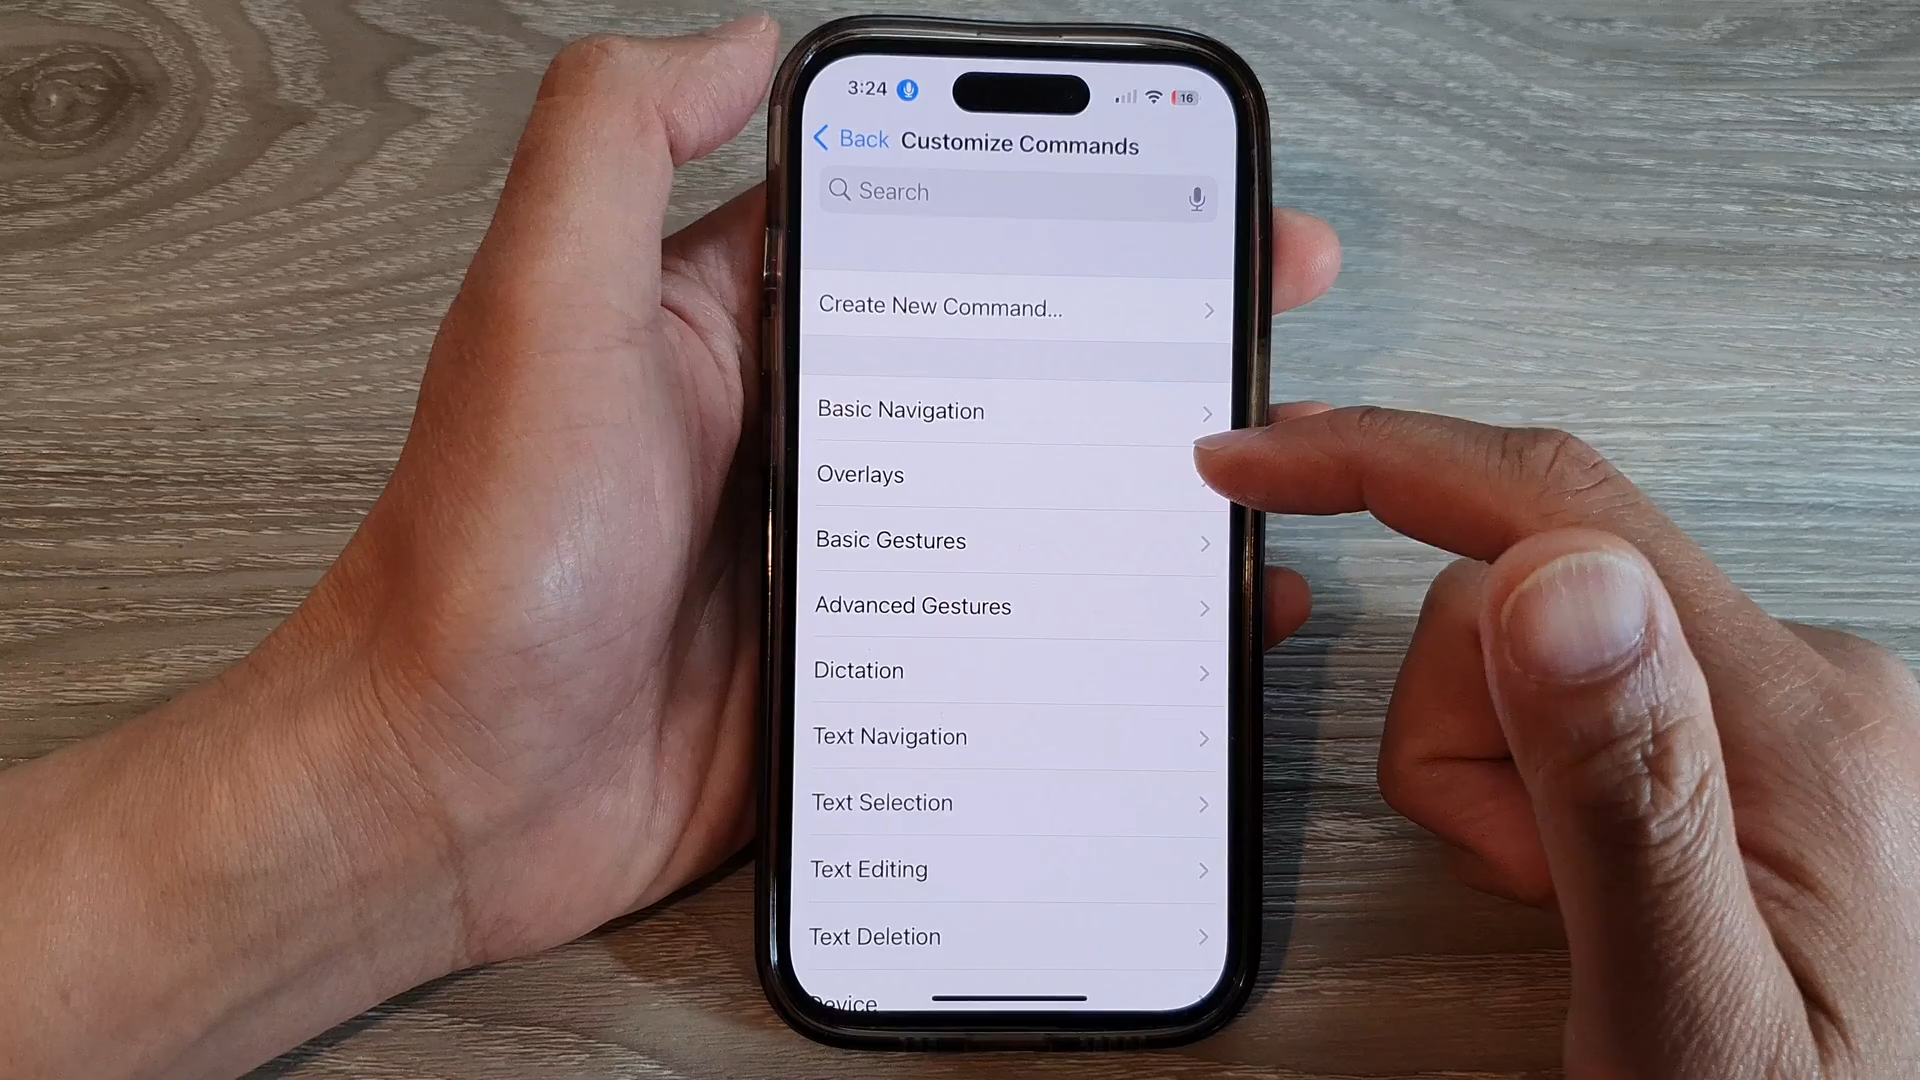 3:24
16
Back
Customize Commands
Search
Create New Command...
Basic Navigation
Overlays
Basic Gestures
Advanced Gestures
Dictation
Text Navigation
Text Selection
Text Editing
Text Deletion
Device